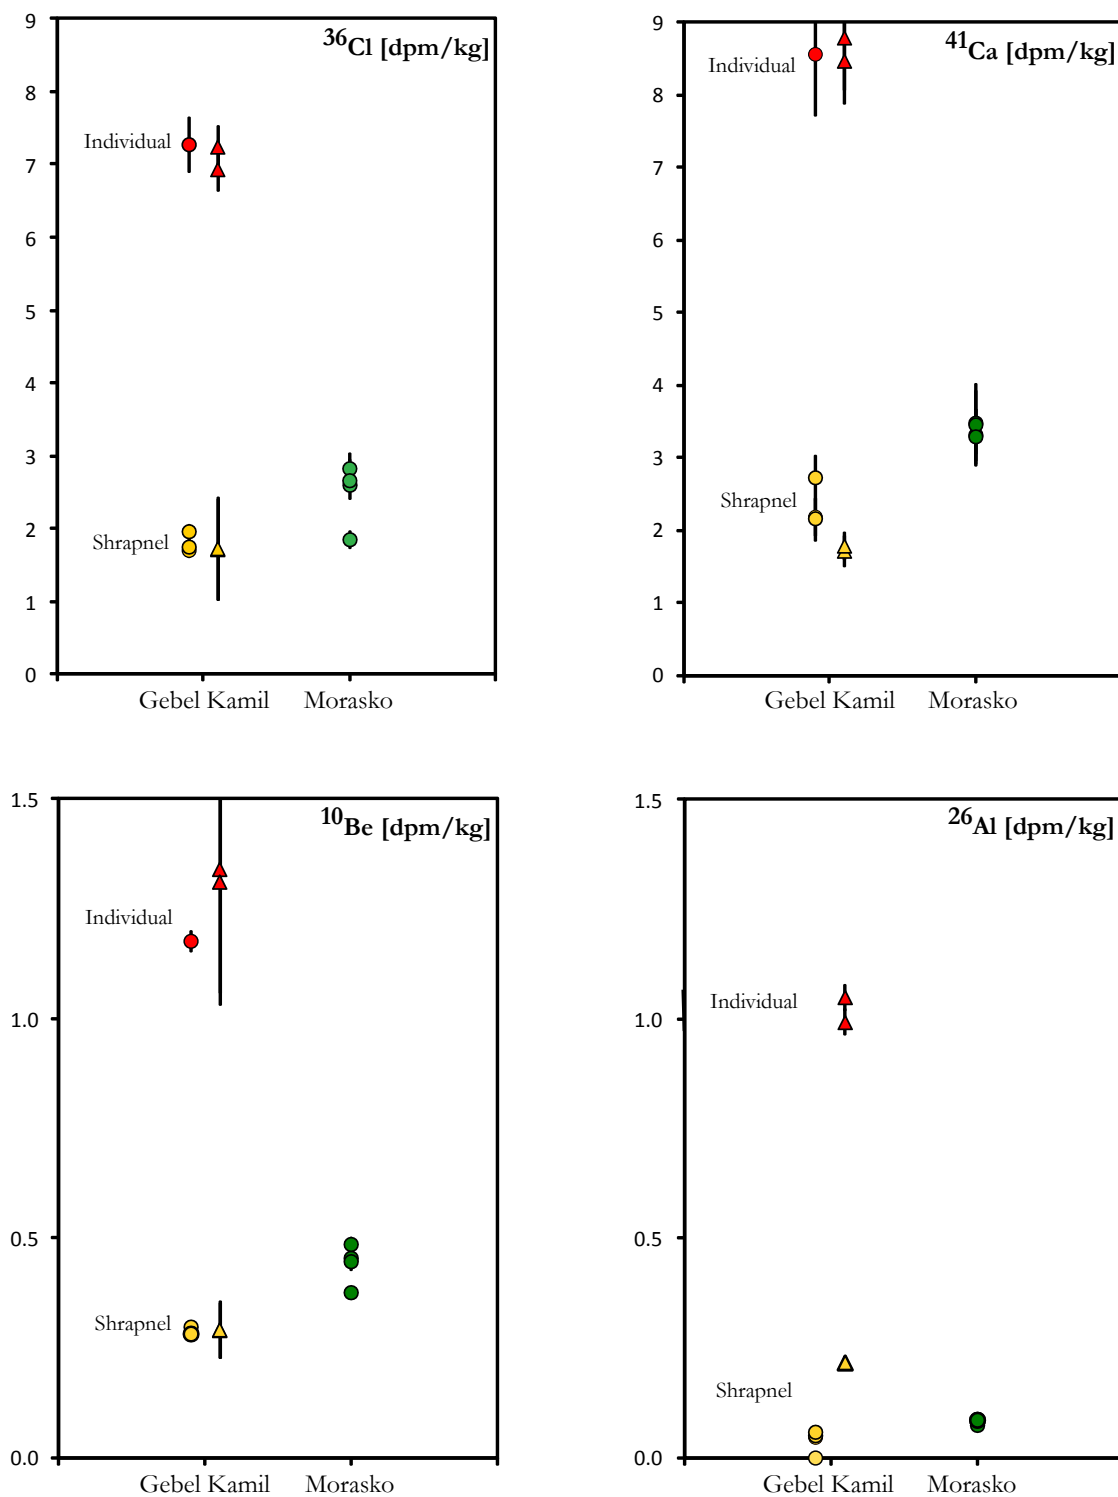 ³⁶Cl [dpm/kg]
9
8
7
6
5
4
3
2
1
0
Individual
Shrapnel
Gebel Kamil Morasko
⁴¹Ca [dpm/kg]
9
8
7
6
5
4
3
2
1
0
Individual
Shrapnel
Gebel Kamil Morasko
¹⁰Be [dpm/kg]
1.5
1.0
0.5
0.0
Individual
Shrapnel
Gebel Kamil Morasko
²⁶Al [dpm/kg]
1.5
1.0
0.5
0.0
Individual
Shrapnel
Gebel Kamil Morasko